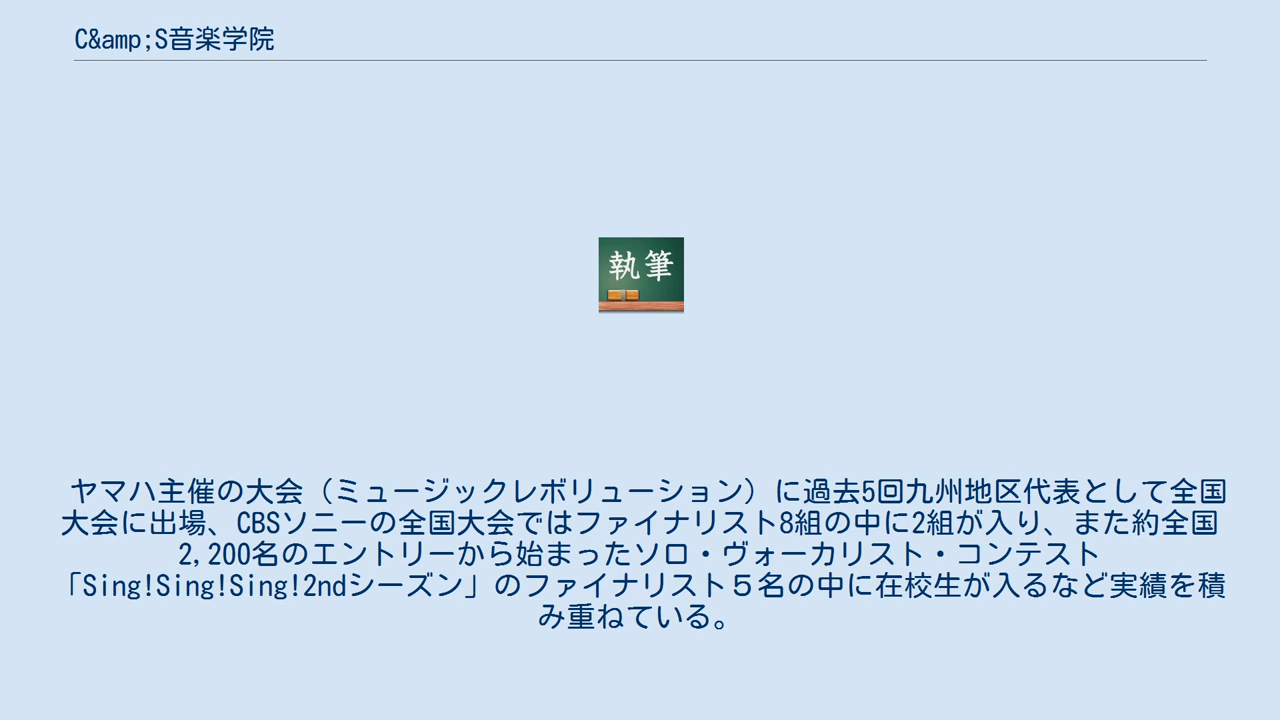 C&amp;S音楽学院
執筆
ヤマハ主催の大会（ミュージックレボリューション）に過去5回九州地区代表として全国
大会に出場、CBSソニーの全国大会ではファイナリスト8組の中に2組が入り、また約全国
2,200名のエントリーから始まったソロ・ヴォーカリスト・コンテスト
「Sing!Sing!Sing!2ndシーズン」のファイナリスト５名の中に在校生が入るなど実績を積
み重ねている。